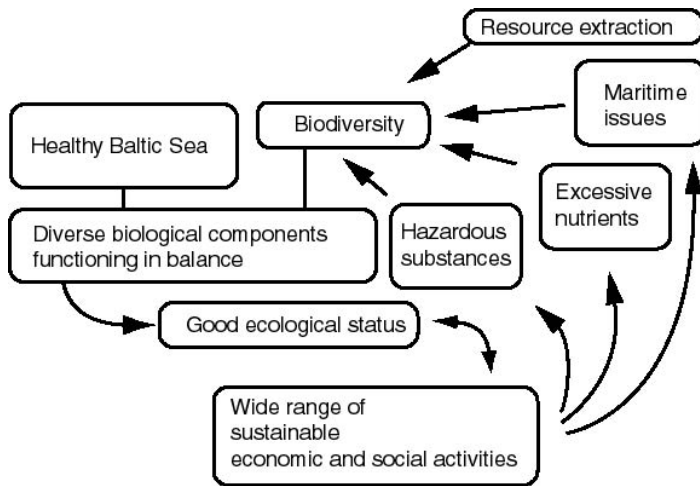 Resource extraction
Maritime
issues
Biodiversity
Healthy Baltic Sea
Excessive
nutrients
Hazardous
substances
Diverse biological components
functioning in balance
Good ecological status
Wide range of
sustainable
economic and social activities